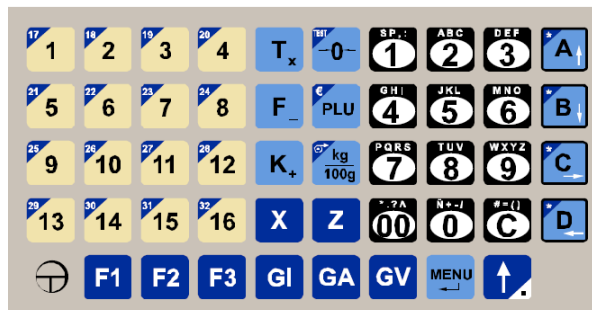 17 18 19 20 TEST SP,: ABC DEF *
1 2 3 4 Tx -0- 1 2 3 A↑
21 22 23 24 € GHI JKL MNO *
5 6 7 8 F_ PLU 4 5 6 B↓
25 26 27 28 kg PQRS TUV WXYZ *
9 10 11 12 K+ 100g 7 8 9 C→
29 30 31 32 *.?Λ Ñ+-/ #=() *
13 14 15 16 X Z 00 0 C D←
F1 F2 F3 GI GA GV MENU ↑ .